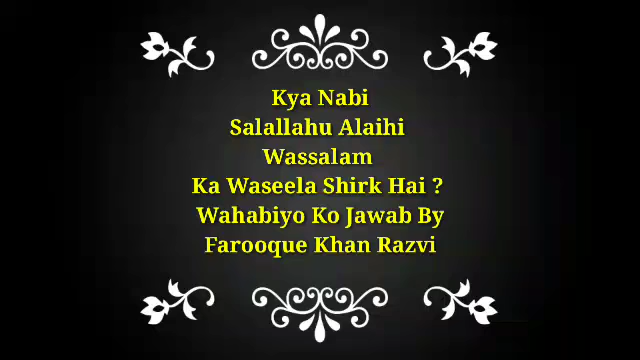 Kya Nabi
Salallahu Alaihi
Wassalam
Ka Waseela Shirk Hai ?
Wahabiyo Ko Jawab By
Farooque Khan Razvi